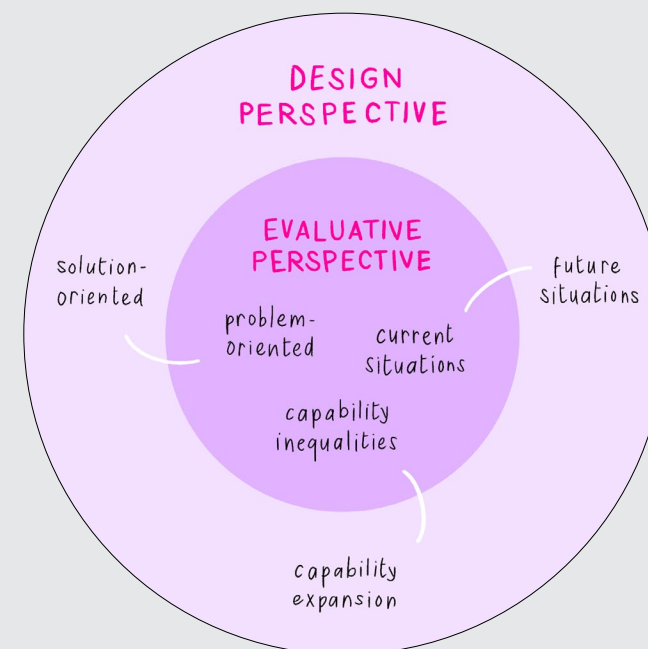 DESIGN
PERSPECTIVE
EVALUATIVE
PERSPECTIVE
solution-
oriented
problem-
oriented
current
situations
future
situations
capability
inequalities
capability
expansion